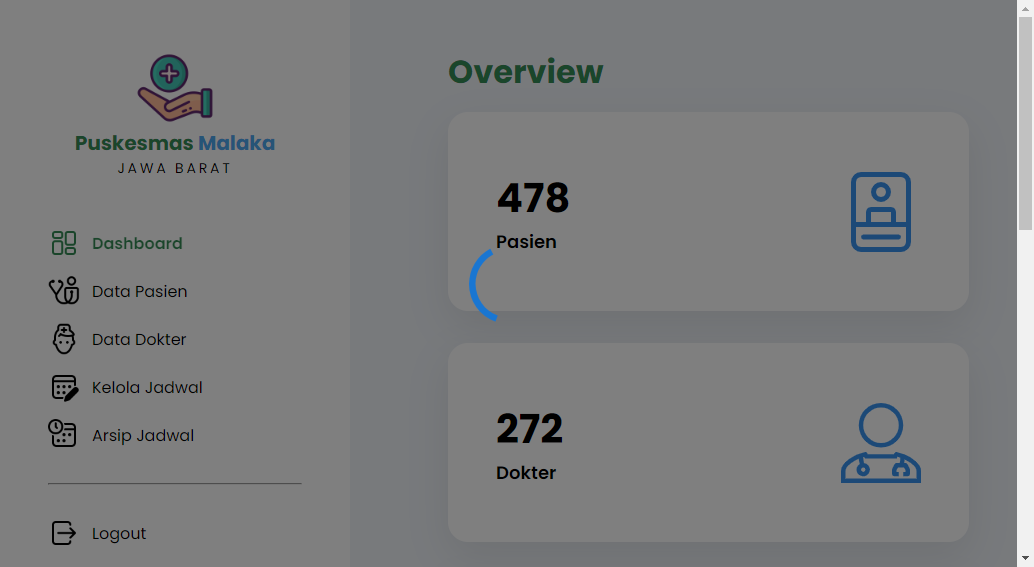 Puskesmas Malaka
JAWA BARAT
Dashboard
Data Pasien
Data Dokter
Kelola Jadwal
Arsip Jadwal
Logout
Overview
478
Pasien
272
Dokter